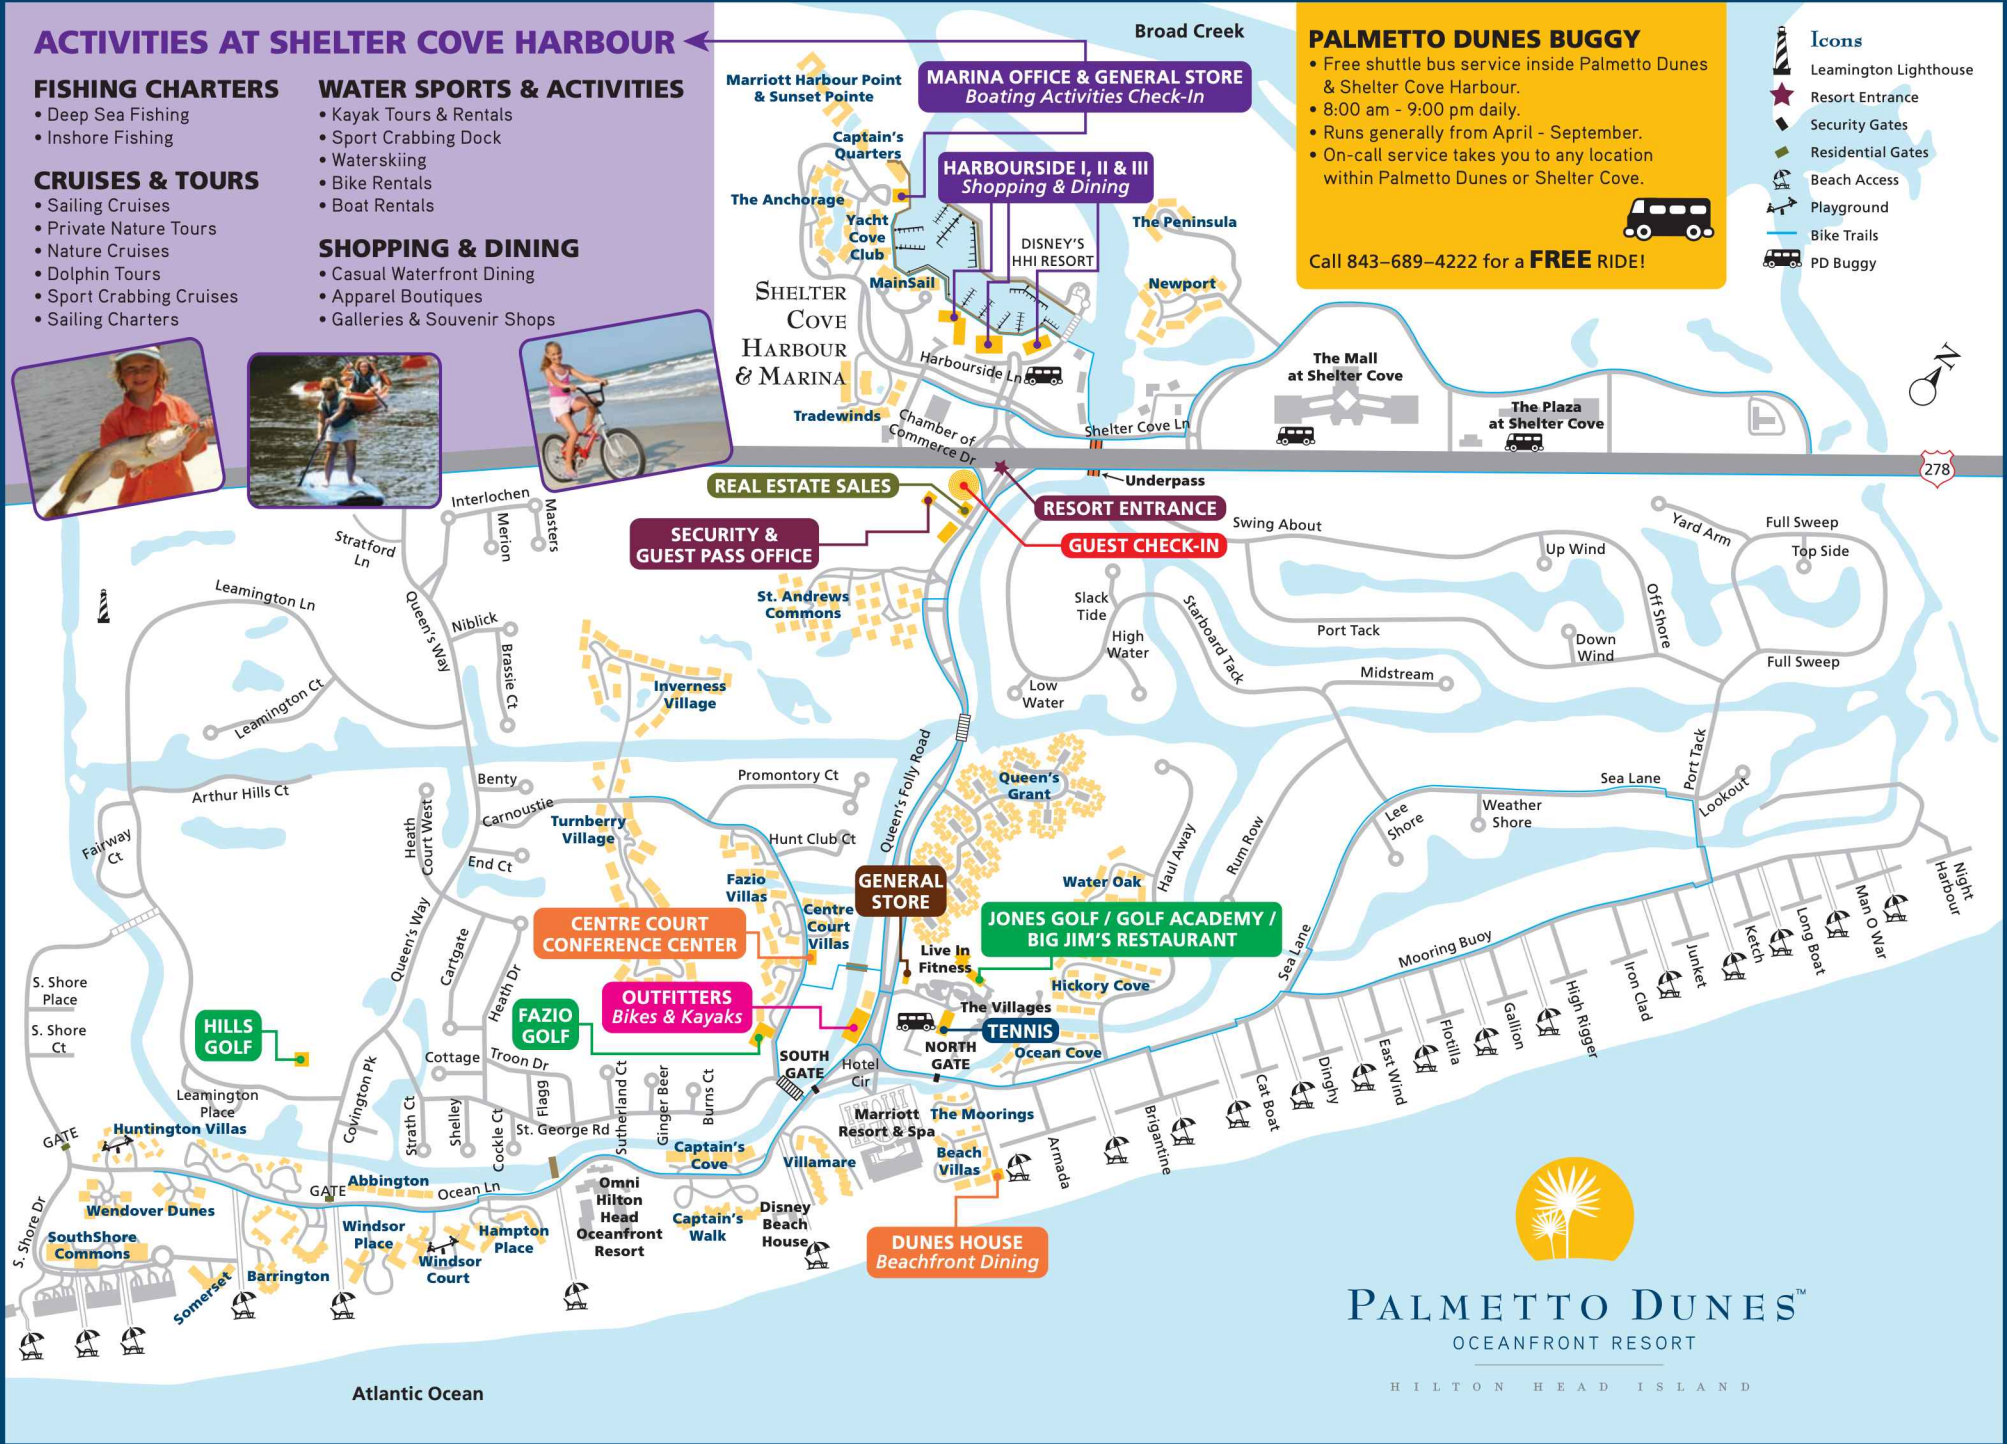 ACTIVITIES AT SHELTER COVE HARBOUR
FISHING CHARTERS
• Deep Sea Fishing
• Inshore Fishing
CRUISES & TOURS
• Sailing Cruises
• Private Nature Tours
• Nature Cruises
• Dolphin Tours
• Sport Crabbing Cruises
• Sailing Charters
WATER SPORTS & ACTIVITIES
• Kayak Tours & Rentals
• Sport Crabbing Dock
• Waterskiing
• Bike Rentals
• Boat Rentals
SHOPPING & DINING
• Casual Waterfront Dining
• Apparel Boutiques
• Galleries & Souvenir Shops
Broad Creek
Marriott Harbour Point
& Sunset Pointe
MARINA OFFICE & GENERAL STORE
Boating Activities Check-In
Captain's
Quarters
HARBOURSIDE I, II & III
Shopping & Dining
The Anchorage
Yacht
Cove
Club
MainSail
DISNEY'S
HHI RESORT
The Peninsula
Newport
SHELTER
COVE
HARBOUR
& MARINA
Harbourside Ln
Tradewinds
Chamber of
Commerce Dr
Shelter Cove Ln
The Mall
at Shelter Cove
The Plaza
at Shelter Cove
PALMETTO DUNES BUGGY
• Free shuttle bus service inside Palmetto Dunes
& Shelter Cove Harbour.
• 8:00 am - 9:00 pm daily.
• Runs generally from April - September.
• On-call service takes you to any location
within Palmetto Dunes or Shelter Cove.
Call 843–689–4222 for a FREE RIDE!
Icons
Leamington Lighthouse
Resort Entrance
Security Gates
Residential Gates
Beach Access
Playground
Bike Trails
PD Buggy
N
278
Underpass
REAL ESTATE SALES
RESORT ENTRANCE
SECURITY &
GUEST PASS OFFICE
GUEST CHECK-IN
Interlochen
Merion
Masters
Stratford
Ln
Leamington Ln
Queen's Way
Niblick
Brassie Ct
Leamington Ct
St. Andrews
Commons
Inverness
Village
Swing About
Slack
Tide
High
Water
Low
Water
Starboard Tack
Port Tack
Midstream
Up Wind
Down
Wind
Off Shore
Yard Arm
Full Sweep
Top Side
Full Sweep
Port Tack
Sea Lane
Lookout
Arthur Hills Ct
Fairway
Ct
Benty
Carnoustie
Heath
Court West
End Ct
Turnberry
Village
Promontory Ct
Hunt Club Ct
Queen's Folly Road
Queen's
Grant
Fazio
Villas
Centre
Court
Villas
GENERAL
STORE
Water Oak
Haul Away
Rum Row
Lee
Shore
Weather
Shore
CENTRE COURT
CONFERENCE CENTER
JONES GOLF / GOLF ACADEMY /
BIG JIM'S RESTAURANT
Live In
Fitness
Hickory Cove
The Villages
TENNIS
NORTH
GATE
Ocean Cove
OUTFITTERS
Bikes & Kayaks
FAZIO
GOLF
HILLS
GOLF
Queen's Way
Cartgate
Heath Dr
S. Shore
Place
S. Shore
Ct
Sea Lane
Mooring Buoy
Night
Harbour
Man O War
Long Boat
Ketch
Junket
Iron Clad
High Rigger
Gallion
Flotilla
East Wind
Dinghy
Cat Boat
Brigantine
Armada
SOUTH
GATE
Hotel
Cir
Cottage
Troon Dr
Flagg
Sutherland Ct
Ginger Beer
Burns Ct
Leamington
Place
Covington Pk
Strath Ct
Shelley
Cockle Ct
St. George Rd
GATE
Huntington Villas
Marriott
Resort & Spa
The Moorings
Beach
Villas
Villamare
Captain's
Cove
Abbington
GATE
Ocean Ln
Wendover Dunes
S. Shore Dr
SouthShore
Commons
Somerset
Barrington
Windsor
Place
Windsor
Court
Hampton
Place
Omni
Hilton
Head
Oceanfront
Resort
Captain's
Walk
Disney
Beach
House
DUNES HOUSE
Beachfront Dining
Atlantic Ocean
PALMETTO DUNES™
OCEANFRONT RESORT
HILTON HEAD ISLAND